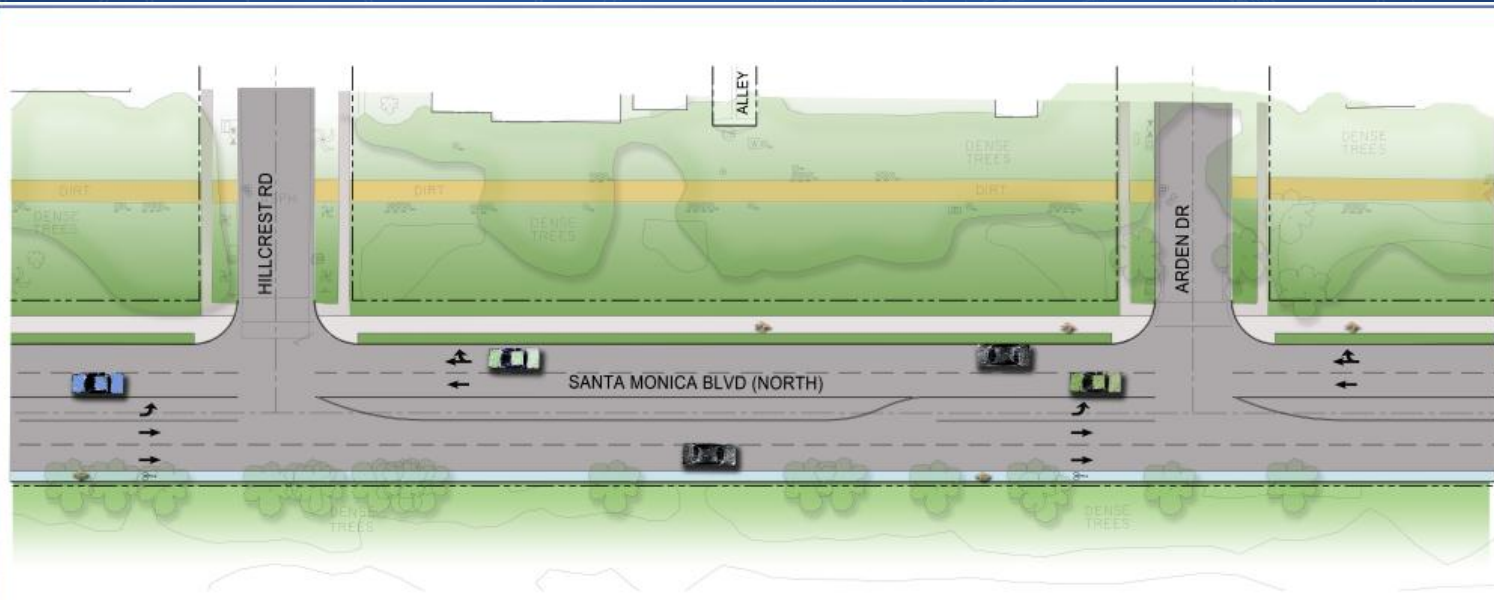 ALLEY
DENSE
TREES
DENSE
TREES
HILLCREST RD
DIRT
DIRT
DIRT
ARDEN DR
DENSE
TREES
DENSE
TREES
SANTA MONICA BLVD (NORTH)
DENSE
TREES
DENSE
TREES